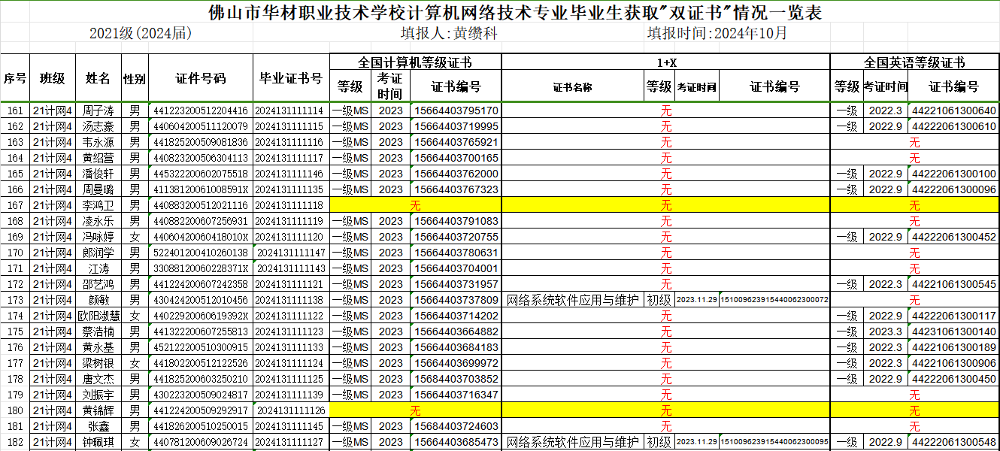 佛山市华材职业技术学校计算机网络技术专业毕业生获取"双证书"情况一览表
2021级(2024届) 填报人:黄缵科 填报时间:2024年10月
序号 班级 姓名 性别 证件号码 毕业证书号 全国计算机等级证书 1+X 全国英语等级证书
等级 考证时间 证书编号 证书名称 等级 考证时间 证书编号 等级 考证时间 证书编号
161 21计网4 周子涛 男 441223200512204416 2024131111114 一级MS 2023 15664403795170 无 一级 2022.3 44221061300640
162 21计网4 汤志豪 男 440604200511120079 2024131111115 一级MS 2023 15664403719995 无 一级 2022.9 44222061300610
163 21计网4 韦永源 男 441825200509081836 2024131111116 一级MS 2023 15664403765921 无 无
164 21计网4 黄绍营 男 440823200506304113 2024131111117 一级MS 2023 15664403700165 无 无
165 21计网4 潘俊轩 男 445322200602075518 2024131111146 一级MS 2023 15664403762000 无 一级 2022.9 44222061300100
166 21计网4 周曼璐 男 41138120061008591X 2024131111135 一级MS 2023 15664403767323 无 一级 2022.9 44222061300096
167 21计网4 李鸿卫 男 440883200512021116 2024131111118 无 无 无
168 21计网4 凌永乐 男 440882200607256931 2024131111119 一级MS 2023 15664403791083 无 无
169 21计网4 冯咏婷 女 44060420060418010X 2024131111120 一级MS 2023 15664403720755 无 一级 2022.9 44222061300452
170 21计网4 郎润学 男 522401200410260138 2024131111147 一级MS 2023 15664403780631 无 无
171 21计网4 江涛 男 33088120060228371X 2024131111143 一级MS 2023 15664403704001 无 无
172 21计网4 邵艺鸿 男 441224200607242358 2024131111121 一级MS 2023 15664403731957 无 一级 2022.3 44221061300545
173 21计网4 颜敏 男 430424200512010456 2024131111138 一级MS 2023 15664403737809 网络系统软件应用与维护 初级 2023.11.29 151009623915440062300072 无
174 21计网4 欧阳淑慧 女 44022920060619392X 2024131111122 一级MS 2023 15664403714202 无 一级 2022.9 44222061300117
175 21计网4 蔡浩楠 男 441322200607255813 2024131111123 一级MS 2023 15664403664882 无 一级 2023.3 44231061300140
176 21计网4 黄永基 男 452122200510300915 2024131111133 一级MS 2023 15664403684183 无 一级 2022.3 44221061300189
177 21计网4 梁树银 女 441802200512122526 2024131111124 一级MS 2023 15664403699972 无 一级 2022.3 44221061300906
178 21计网4 唐文杰 男 441825200603250210 2024131111125 一级MS 2023 15684403703852 无 一级 2022.9 44222061300450
179 21计网4 刘振宇 男 430223200509024817 2024131111139 一级MS 2023 15664403716347 无 无
180 21计网4 黄锦辉 男 441224200509292917 2024131111126 无 无 无
181 21计网4 张鑫 男 441826200510250015 2024131111145 一级MS 2023 15684403724603 无 无
182 21计网4 钟珮琪 女 440781200609026724 2024131111127 一级MS 2023 15664403685473 网络系统软件应用与维护 初级 2023.11.29 151009623915440062300095 一级 2022.9 44222061300548